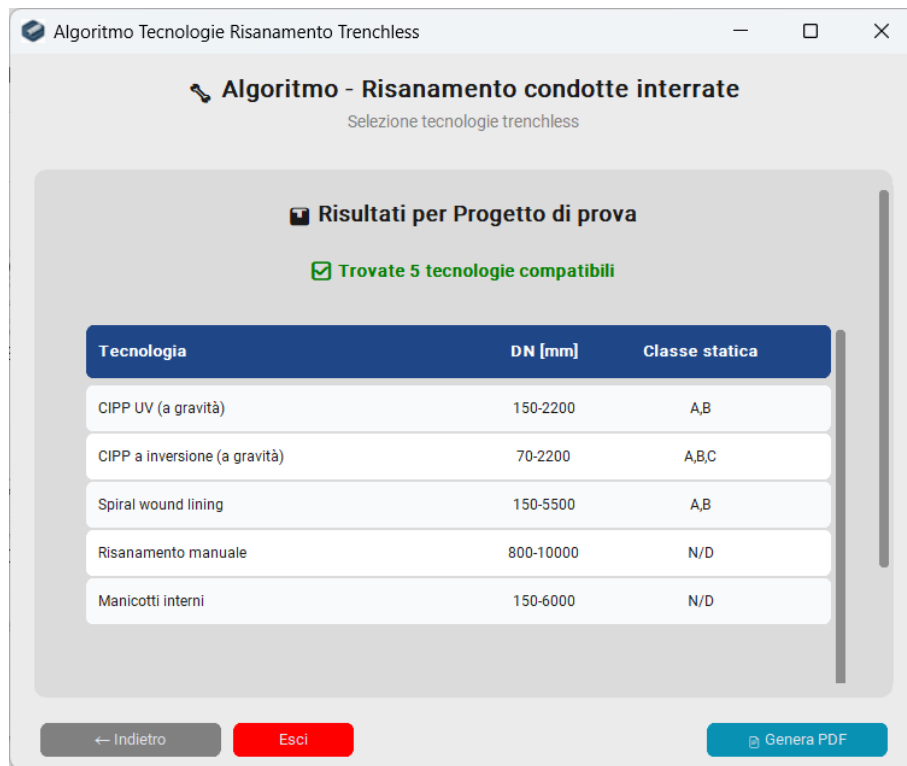 Algoritmo Tecnologie Risanamento Trenchless
Algoritmo - Risanamento condotte interrate
Selezione tecnologie trenchless
Risultati per Progetto di prova
Trovate 5 tecnologie compatibili
Tecnologia DN [mm] Classe statica
CIPP UV (a gravità) 150-2200 A,B
CIPP a inversione (a gravità) 70-2200 A,B,C
Spiral wound lining 150-5500 A,B
Risanamento manuale 800-10000 N/D
Manicotti interni 150-6000 N/D
← Indietro Esci Genera PDF